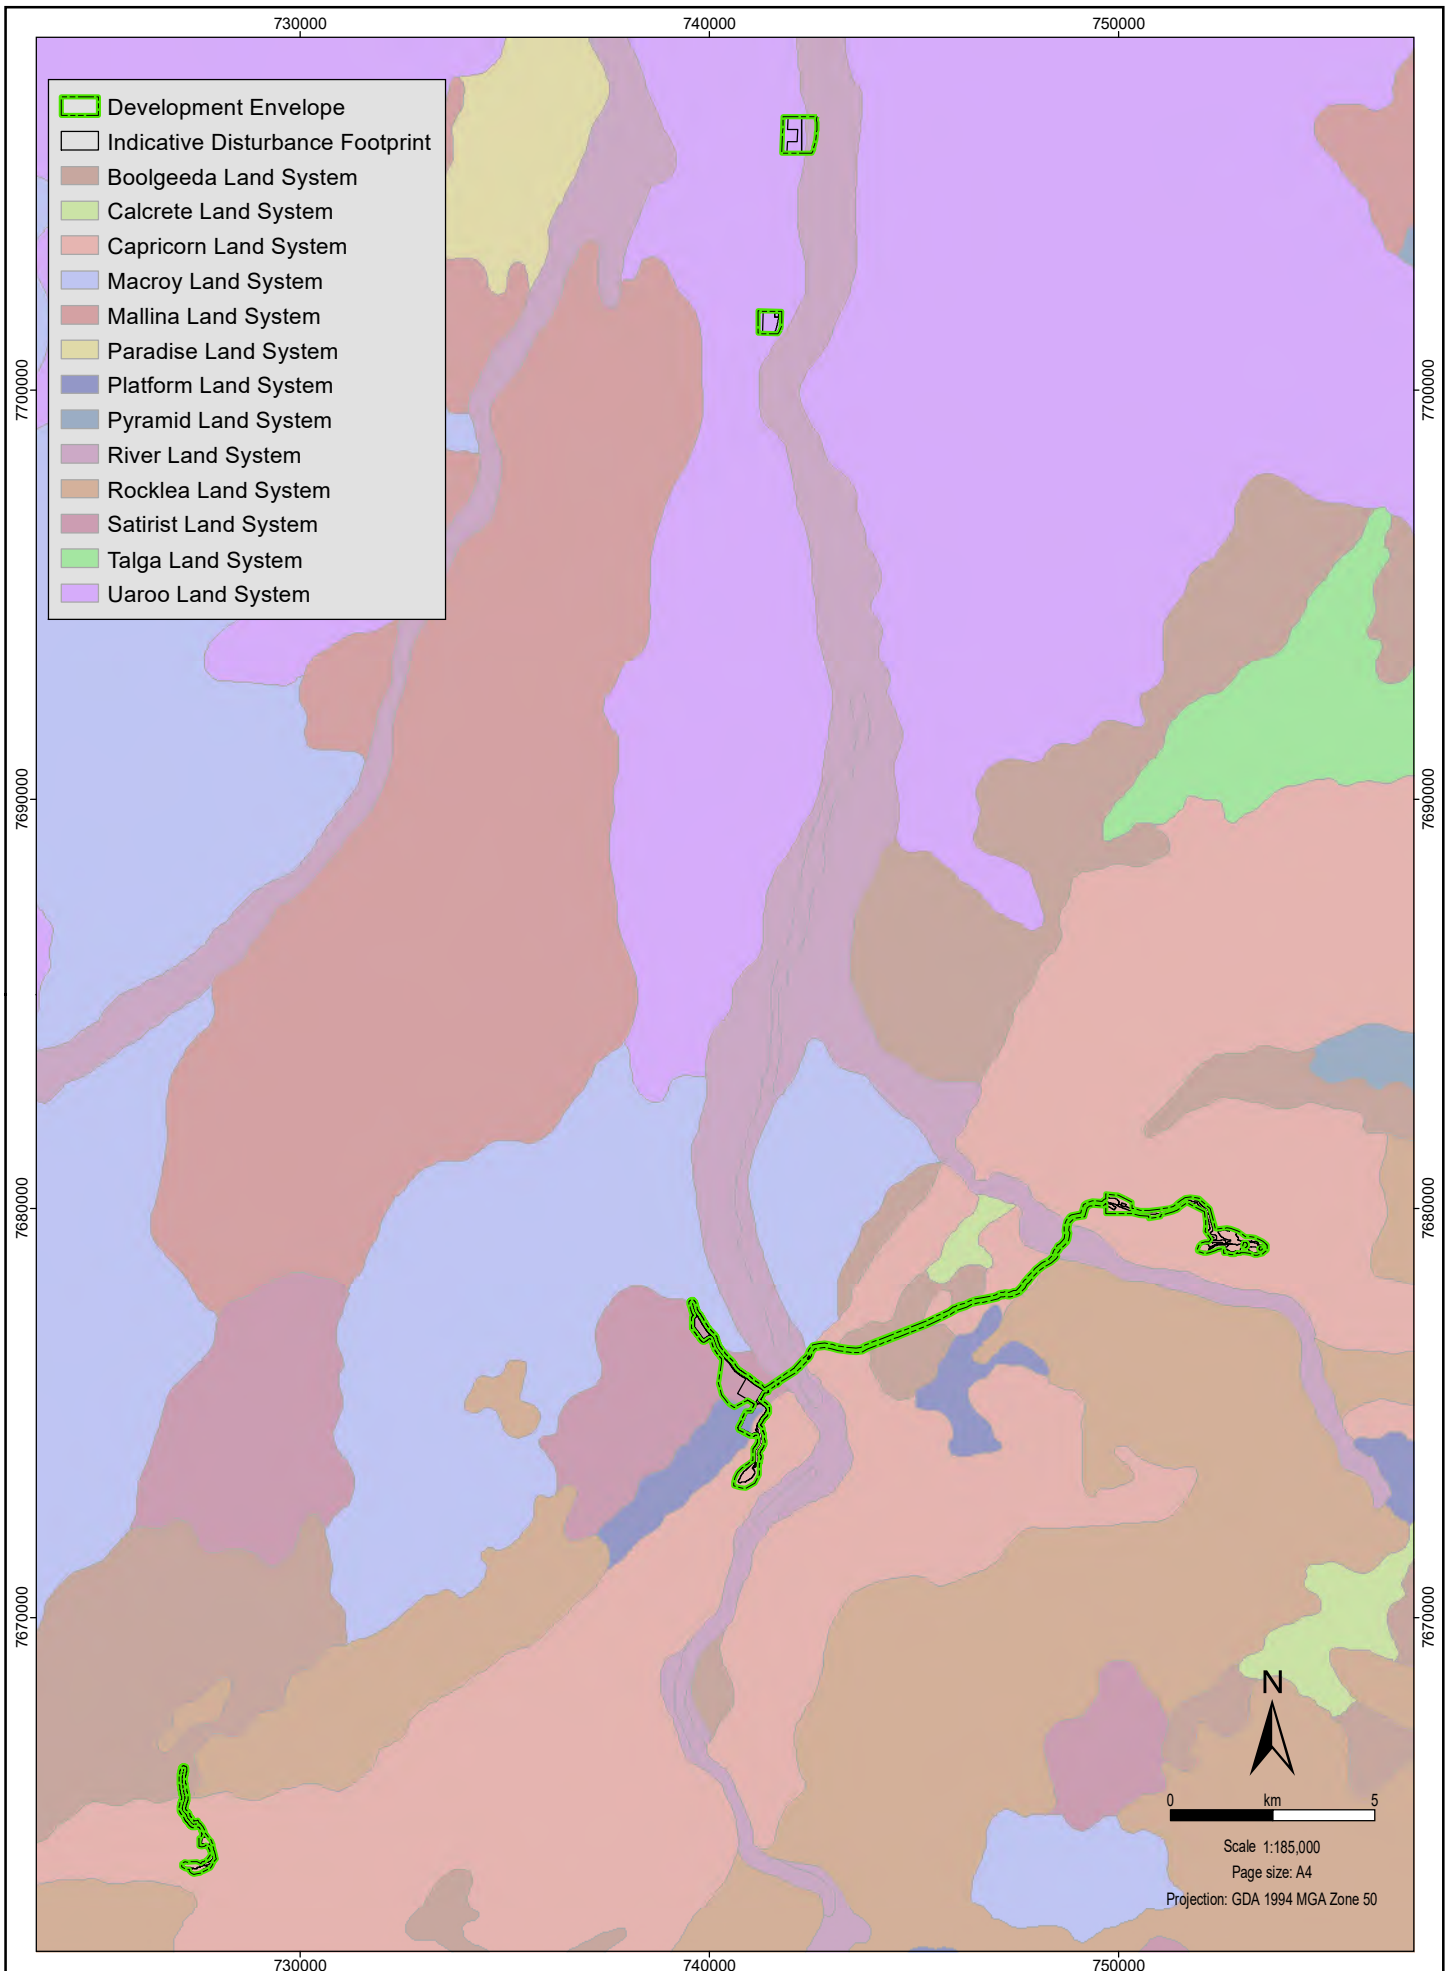 730000
740000
750000
Development Envelope
Indicative Disturbance Footprint
Boolgeeda Land System
Calcrete Land System
Capricorn Land System
Macroy Land System
Mallina Land System
Paradise Land System
Platform Land System
Pyramid Land System
River Land System
Rocklea Land System
Satirist Land System
Talga Land System
Uaroo Land System
7700000
7700000
7690000
7690000
7680000
7680000
7670000
7670000
N
0 km 5
Scale 1:185,000
Page size: A4
Projection: GDA 1994 MGA Zone 50
730000
740000
750000